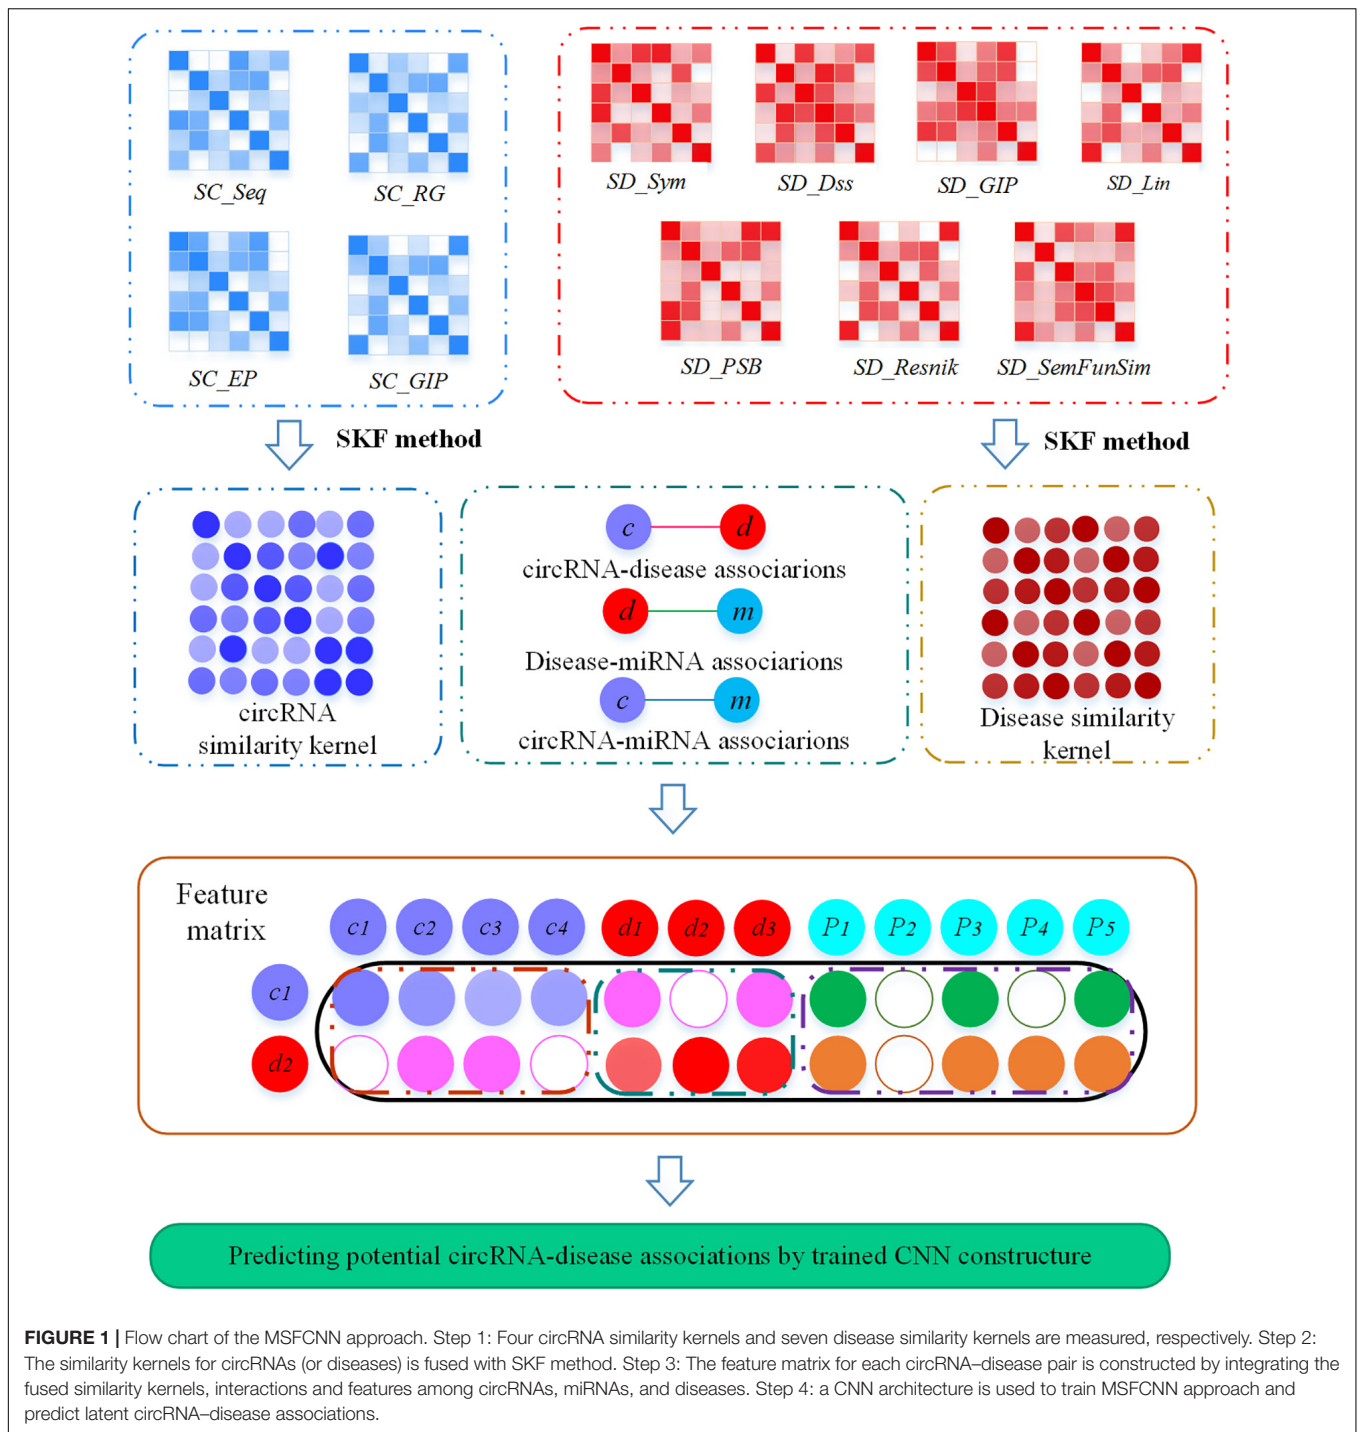 SC_Seq
SC_RG
SC_EP
SC_GIP
SD_Sym
SD_Dss
SD_GIP
SD_Lin
SD_PSB
SD_Resnik
SD_SemFunSim
SKF method
SKF method
circRNA
similarity kernel
c d
circRNA-disease associarions
d m
Disease-miRNA associarions
c m
circRNA-miRNA associarions
Disease similarity
kernel
Feature
matrix
c1 c2 c3 c4 d1 d2 d3 P1 P2 P3 P4 P5
c1
d2
Predicting potential circRNA-disease associations by trained CNN constructure
FIGURE 1 | Flow chart of the MSFCNN approach. Step 1: Four circRNA similarity kernels and seven disease similarity kernels are measured, respectively. Step 2:
The similarity kernels for circRNAs (or diseases) is fused with SKF method. Step 3: The feature matrix for each circRNA–disease pair is constructed by integrating the
fused similarity kernels, interactions and features among circRNAs, miRNAs, and diseases. Step 4: a CNN architecture is used to train MSFCNN approach and
predict latent circRNA–disease associations.